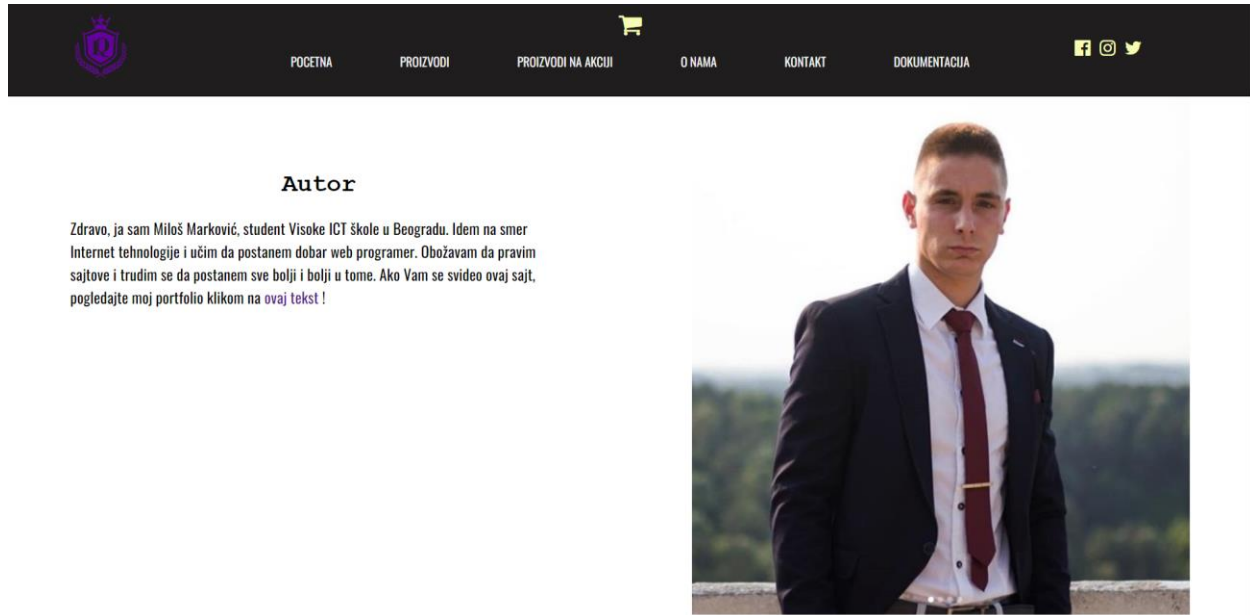 POCETNA PROIZVODI PROIZVODI NA AKCIJI O NAMA KONTAKT DOKUMENTACIJA
Autor
Zdravo, ja sam Miloš Marković, student Visoke ICT škole u Beogradu. Idem na smer
Internet tehnologije i učim da postanem dobar web programer. Obožavam da pravim
sajtove i trudim se da postanem sve bolji i bolji u tome. Ako Vam se svideo ovaj sajt,
pogledajte moj portfolio klikom na ovaj tekst !